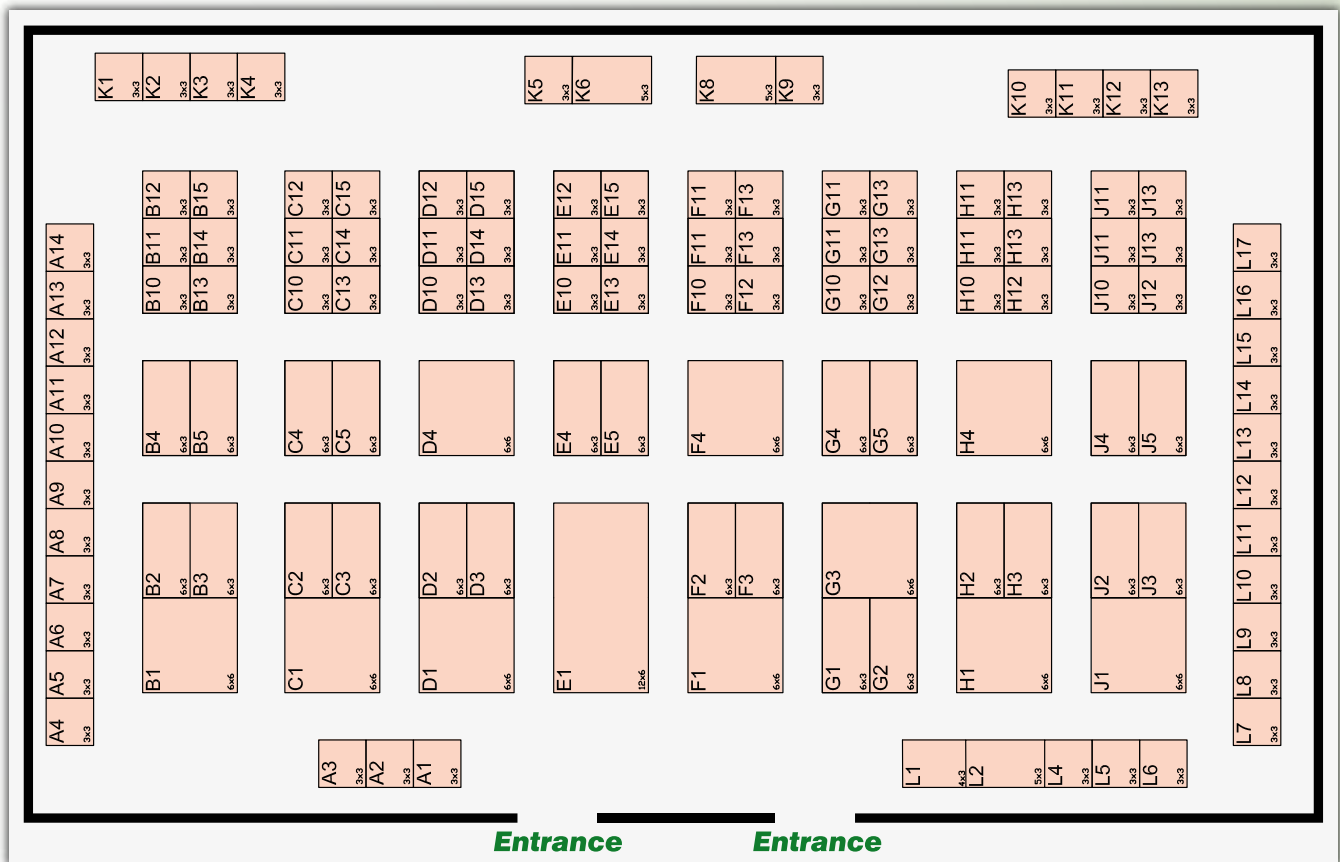 K1 3x3 K2 3x3 K3 3x3 K4 3x3
K5 3x3 K6 5x3
K8 5x3 K9 3x3
K10 3x3 K11 3x3 K12 3x3 K13 3x3
B12 3x3 B15 3x3
C12 3x3 C15 3x3
D12 3x3 D15 3x3
E12 3x3 E15 3x3
F11 3x3 F13 3x3
G11 3x3 G13 3x3
H11 3x3 H13 3x3
J11 3x3 J13 3x3
B11 3x3 B14 3x3
C11 3x3 C14 3x3
D11 3x3 D14 3x3
E11 3x3 E14 3x3
F11 3x3 F13 3x3
G11 3x3 G13 3x3
H11 3x3 H13 3x3
J11 3x3 J13 3x3
B10 3x3 B13 3x3
C10 3x3 C13 3x3
D10 3x3 D13 3x3
E10 3x3 E13 3x3
F10 3x3 F12 3x3
G10 3x3 G12 3x3
H10 3x3 H12 3x3
J10 3x3 J12 3x3
A14 3x3
A13 3x3
A12 3x3
A11 3x3
A10 3x3
A9 3x3
A8 3x3
A7 3x3
A6 3x3
A5 3x3
A4 3x3
B4 6x3 B5 6x3
C4 6x3 C5 6x3
D4 6x6
E4 6x3 E5 6x3
F4 6x6
G4 6x3 G5 6x3
H4 6x6
J4 6x3 J5 6x3
B2 6x3 B3 6x3
C2 6x3 C3 6x3
D2 6x3 D3 6x3
F2 6x3 F3 6x3
G3 6x6
H2 6x3 H3 6x3
J2 6x3 J3 6x3
B1 6x6
C1 6x6
D1 6x6
E1 12x6
F1 6x6
G1 6x3 G2 6x3
H1 6x6
J1 6x6
L17 3x3
L16 3x3
L15 3x3
L14 3x3
L13 3x3
L12 3x3
L11 3x3
L10 3x3
L9 3x3
L8 3x3
L7 3x3
A3 3x3 A2 3x3 A1 3x3
L1 4x3 L2 5x3 L4 3x3 L5 3x3 L6 3x3
Entrance
Entrance